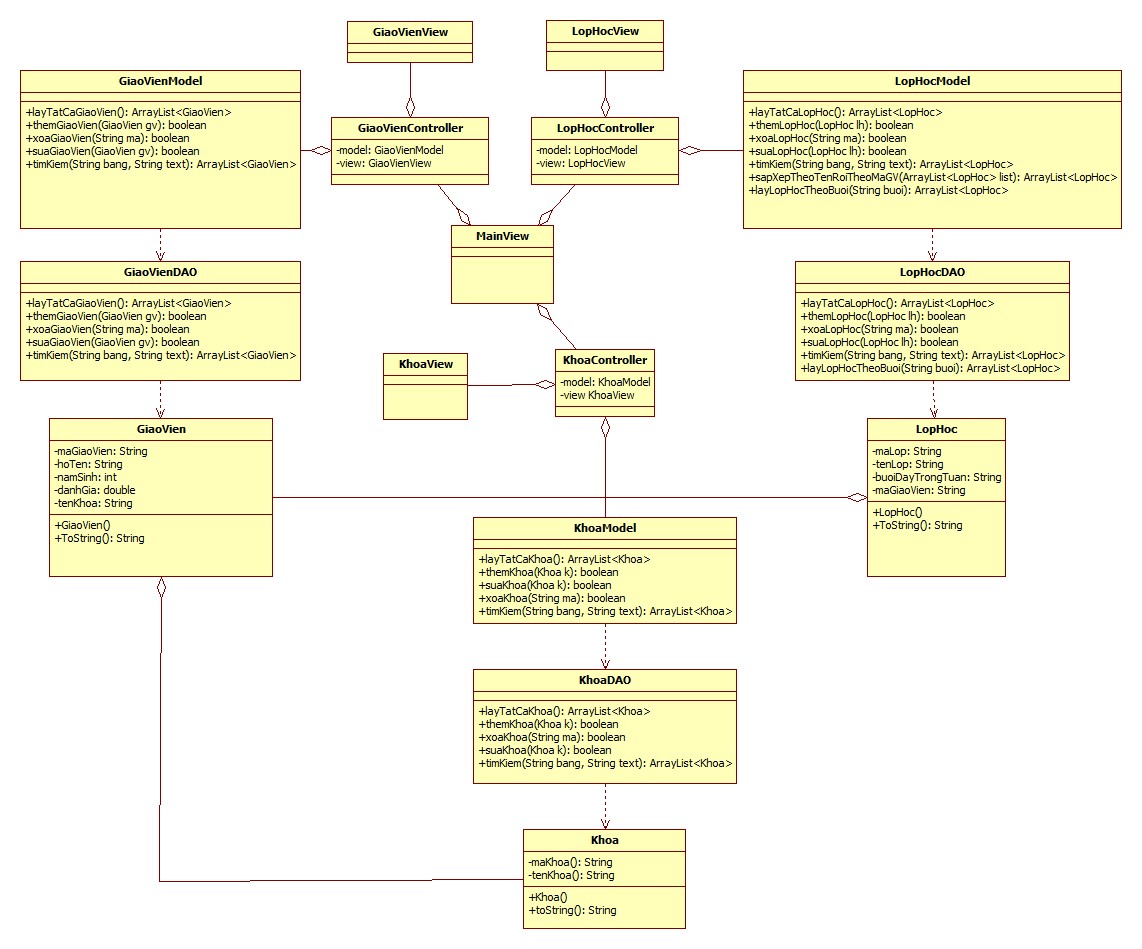 GiaoVienView
LopHocView
GiaoVienModel
+layTatCaGiaoVien(): ArrayList<GiaoVien>
+themGiaoVien(GiaoVien gv): boolean
+xoaGiaoVien(String ma): boolean
+suaGiaoVien(GiaoVien gv): boolean
+timKiem(String bang, String text): ArrayList<GiaoVien>
GiaoVienController
-model: GiaoVienModel
-view: GiaoVienView
LopHocController
-model: LopHocModel
-view: LopHocView
LopHocModel
+layTatCaLopHoc(): ArrayList<LopHoc>
+themLopHoc(LopHoc lh): boolean
+xoaLopHoc(String ma): boolean
+suaLopHoc(LopHoc lh): boolean
+timKiem(String bang, String text): ArrayList<LopHoc>
+sapXepTheoTenRoiTheoMaGV(ArrayList<LopHoc> list): ArrayList<LopHoc>
+layLopHocTheoBuoi(String buoi): ArrayList<LopHoc>
MainView
GiaoVienDAO
+layTatCaGiaoVien(): ArrayList<GiaoVien>
+themGiaoVien(GiaoVien gv): boolean
+xoaGiaoVien(String ma): boolean
+suaGiaoVien(GiaoVien gv): boolean
+timKiem(String bang, String text): ArrayList<GiaoVien>
LopHocDAO
+layTatCaLopHoc(): ArrayList<LopHoc>
+themLopHoc(LopHoc lh): boolean
+xoaLopHoc(String ma): boolean
+suaLopHoc(LopHoc lh): boolean
+timKiem(String bang, String text): ArrayList<LopHoc>
+layLopHocTheoBuoi(String buoi): ArrayList<LopHoc>
KhoaView
KhoaController
-model: KhoaModel
-view KhoaView
GiaoVien
-maGiaoVien: String
-hoTen: String
-namSinh: int
-danhGia: double
-tenKhoa: String
+GiaoVien()
+ToString(): String
LopHoc
-maLop: String
-tenLop: String
-buoiDayTrongTuan: String
-maGiaoVien: String
+LopHoc()
+ToString(): String
KhoaModel
+layTatCaKhoa(): ArrayList<Khoa>
+themKhoa(Khoa k): boolean
+suaKhoa(Khoa k): boolean
+xoaKhoa(String ma): boolean
+timKiem(String bang, String text): ArrayList<Khoa>
KhoaDAO
+layTatCaKhoa(): ArrayList<Khoa>
+themKhoa(Khoa k): boolean
+xoaKhoa(String ma): boolean
+suaKhoa(Khoa k): boolean
+timKiem(String bang, String text): ArrayList<Khoa>
Khoa
-maKhoa(): String
-tenKhoa(): String
+Khoa()
+toString(): String